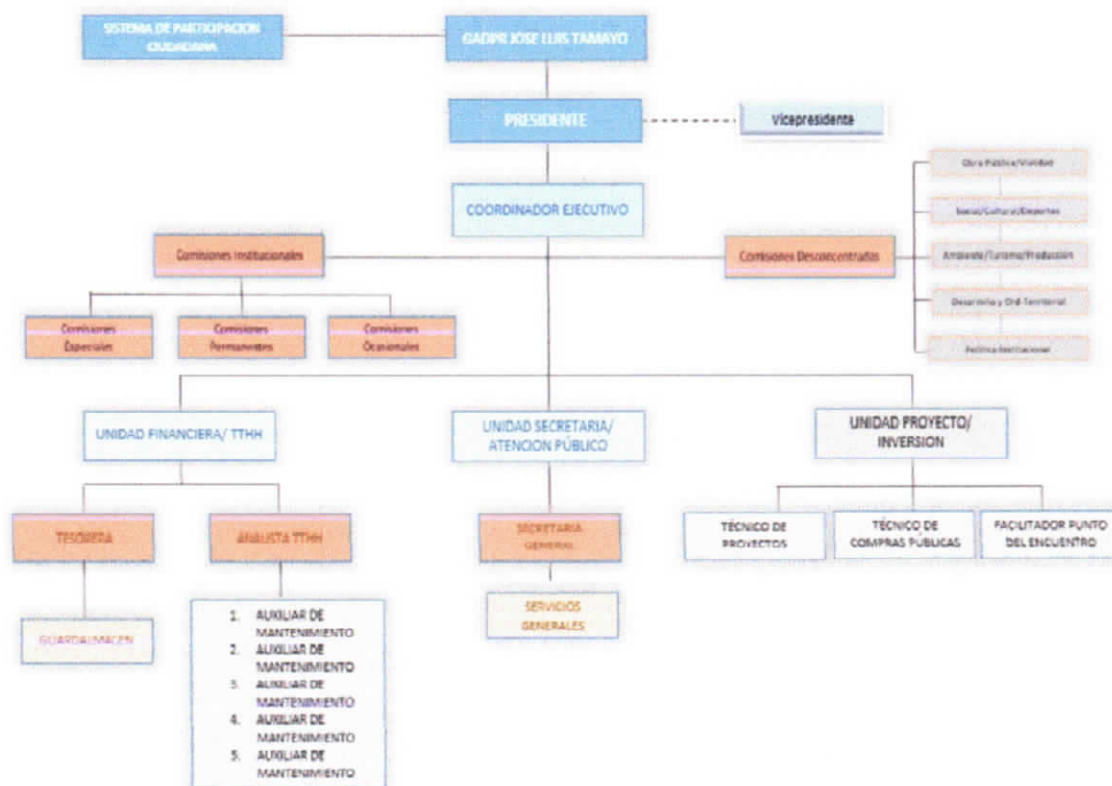 SISTEMA DE PARTICIPACION
CIUDADANA
GADPR JOSE LUIS TAMAYO
PRESIDENTE
Vicepresidente
COORDINADOR EJECUTIVO
Obra Pública/Vialidad
Social/Cultural/Deportes
Ambiente/Turismo/Producción
Desarrollo y Ord-Territorial
Política Institucional
Comisiones Institucionales
Comisiones Desconcentradas
Comisiones
Especiales
Comisiones
Permanentes
Comisiones
Ocasionales
UNIDAD FINANCIERA/ TTHH
UNIDAD SECRETARIA/
ATENCION PÚBLICO
UNIDAD PROYECTO/
INVERSION
TESORERA
ANALISTA TTHH
SECRETARIA
GENERAL
TÉCNICO DE
PROYECTOS
TÉCNICO DE
COMPRAS PÚBLICAS
FACILITADOR PUNTO
DEL ENCUENTRO
GUARDALMACEN
SERVICIOS
GENERALES
1. AUXILIAR DE
MANTENIMIENTO
2. AUXILIAR DE
MANTENIMIENTO
3. AUXILIAR DE
MANTENIMIENTO
4. AUXILIAR DE
MANTENIMIENTO
5. AUXILIAR DE
MANTENIMIENTO